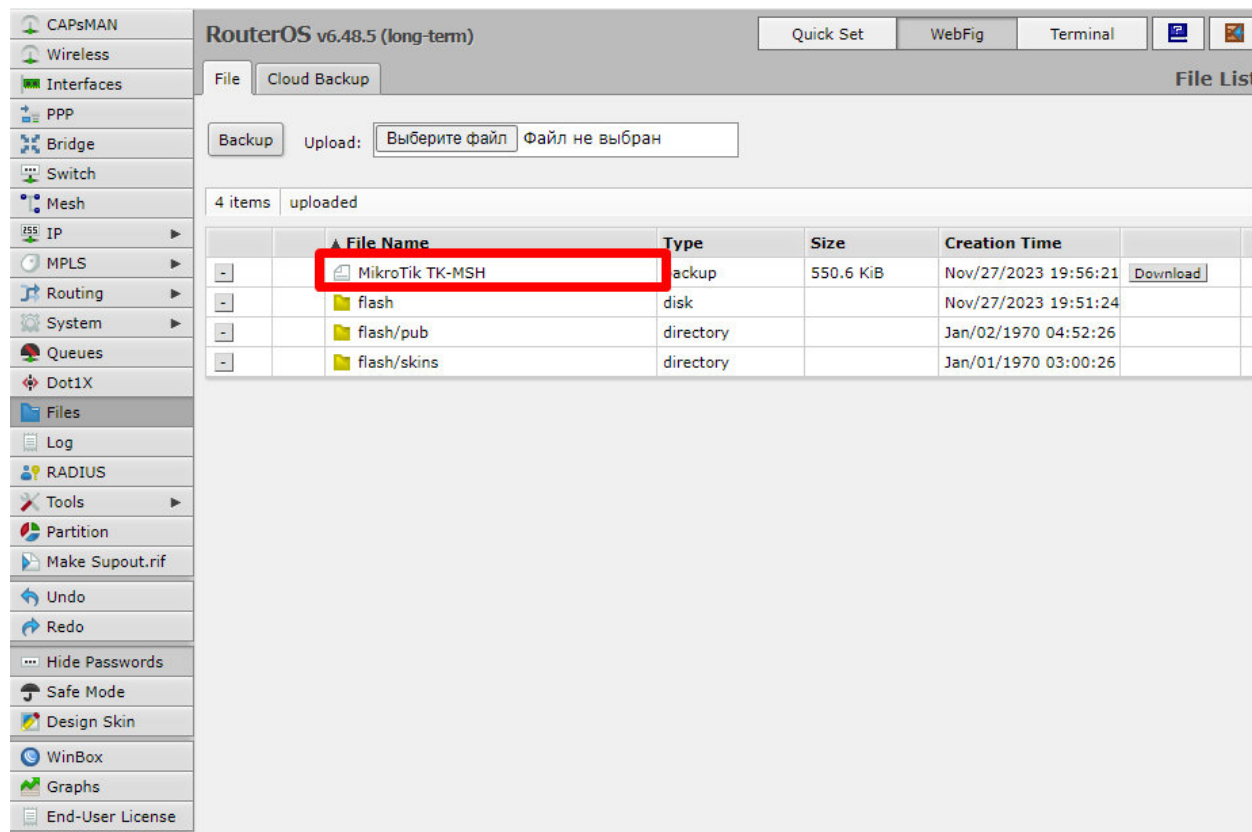 CAPsMAN
Wireless
Interfaces
PPP
Bridge
Switch
Mesh
IP
MPLS
Routing
System
Queues
Dot1X
Files
Log
RADIUS
Tools
Partition
Make Supout.rif
Undo
Redo
Hide Passwords
Safe Mode
Design Skin
WinBox
Graphs
End-User License
RouterOS v6.48.5 (long-term)
Quick Set WebFig Terminal
File Cloud Backup File List
Backup Upload: Выберите файл Файл не выбран
4 items uploaded
▲ File Name Type Size Creation Time
- MikroTik TK-MSH backup 550.6 KiB Nov/27/2023 19:56:21 Download
- flash disk Nov/27/2023 19:51:24
- flash/pub directory Jan/02/1970 04:52:26
- flash/skins directory Jan/01/1970 03:00:26